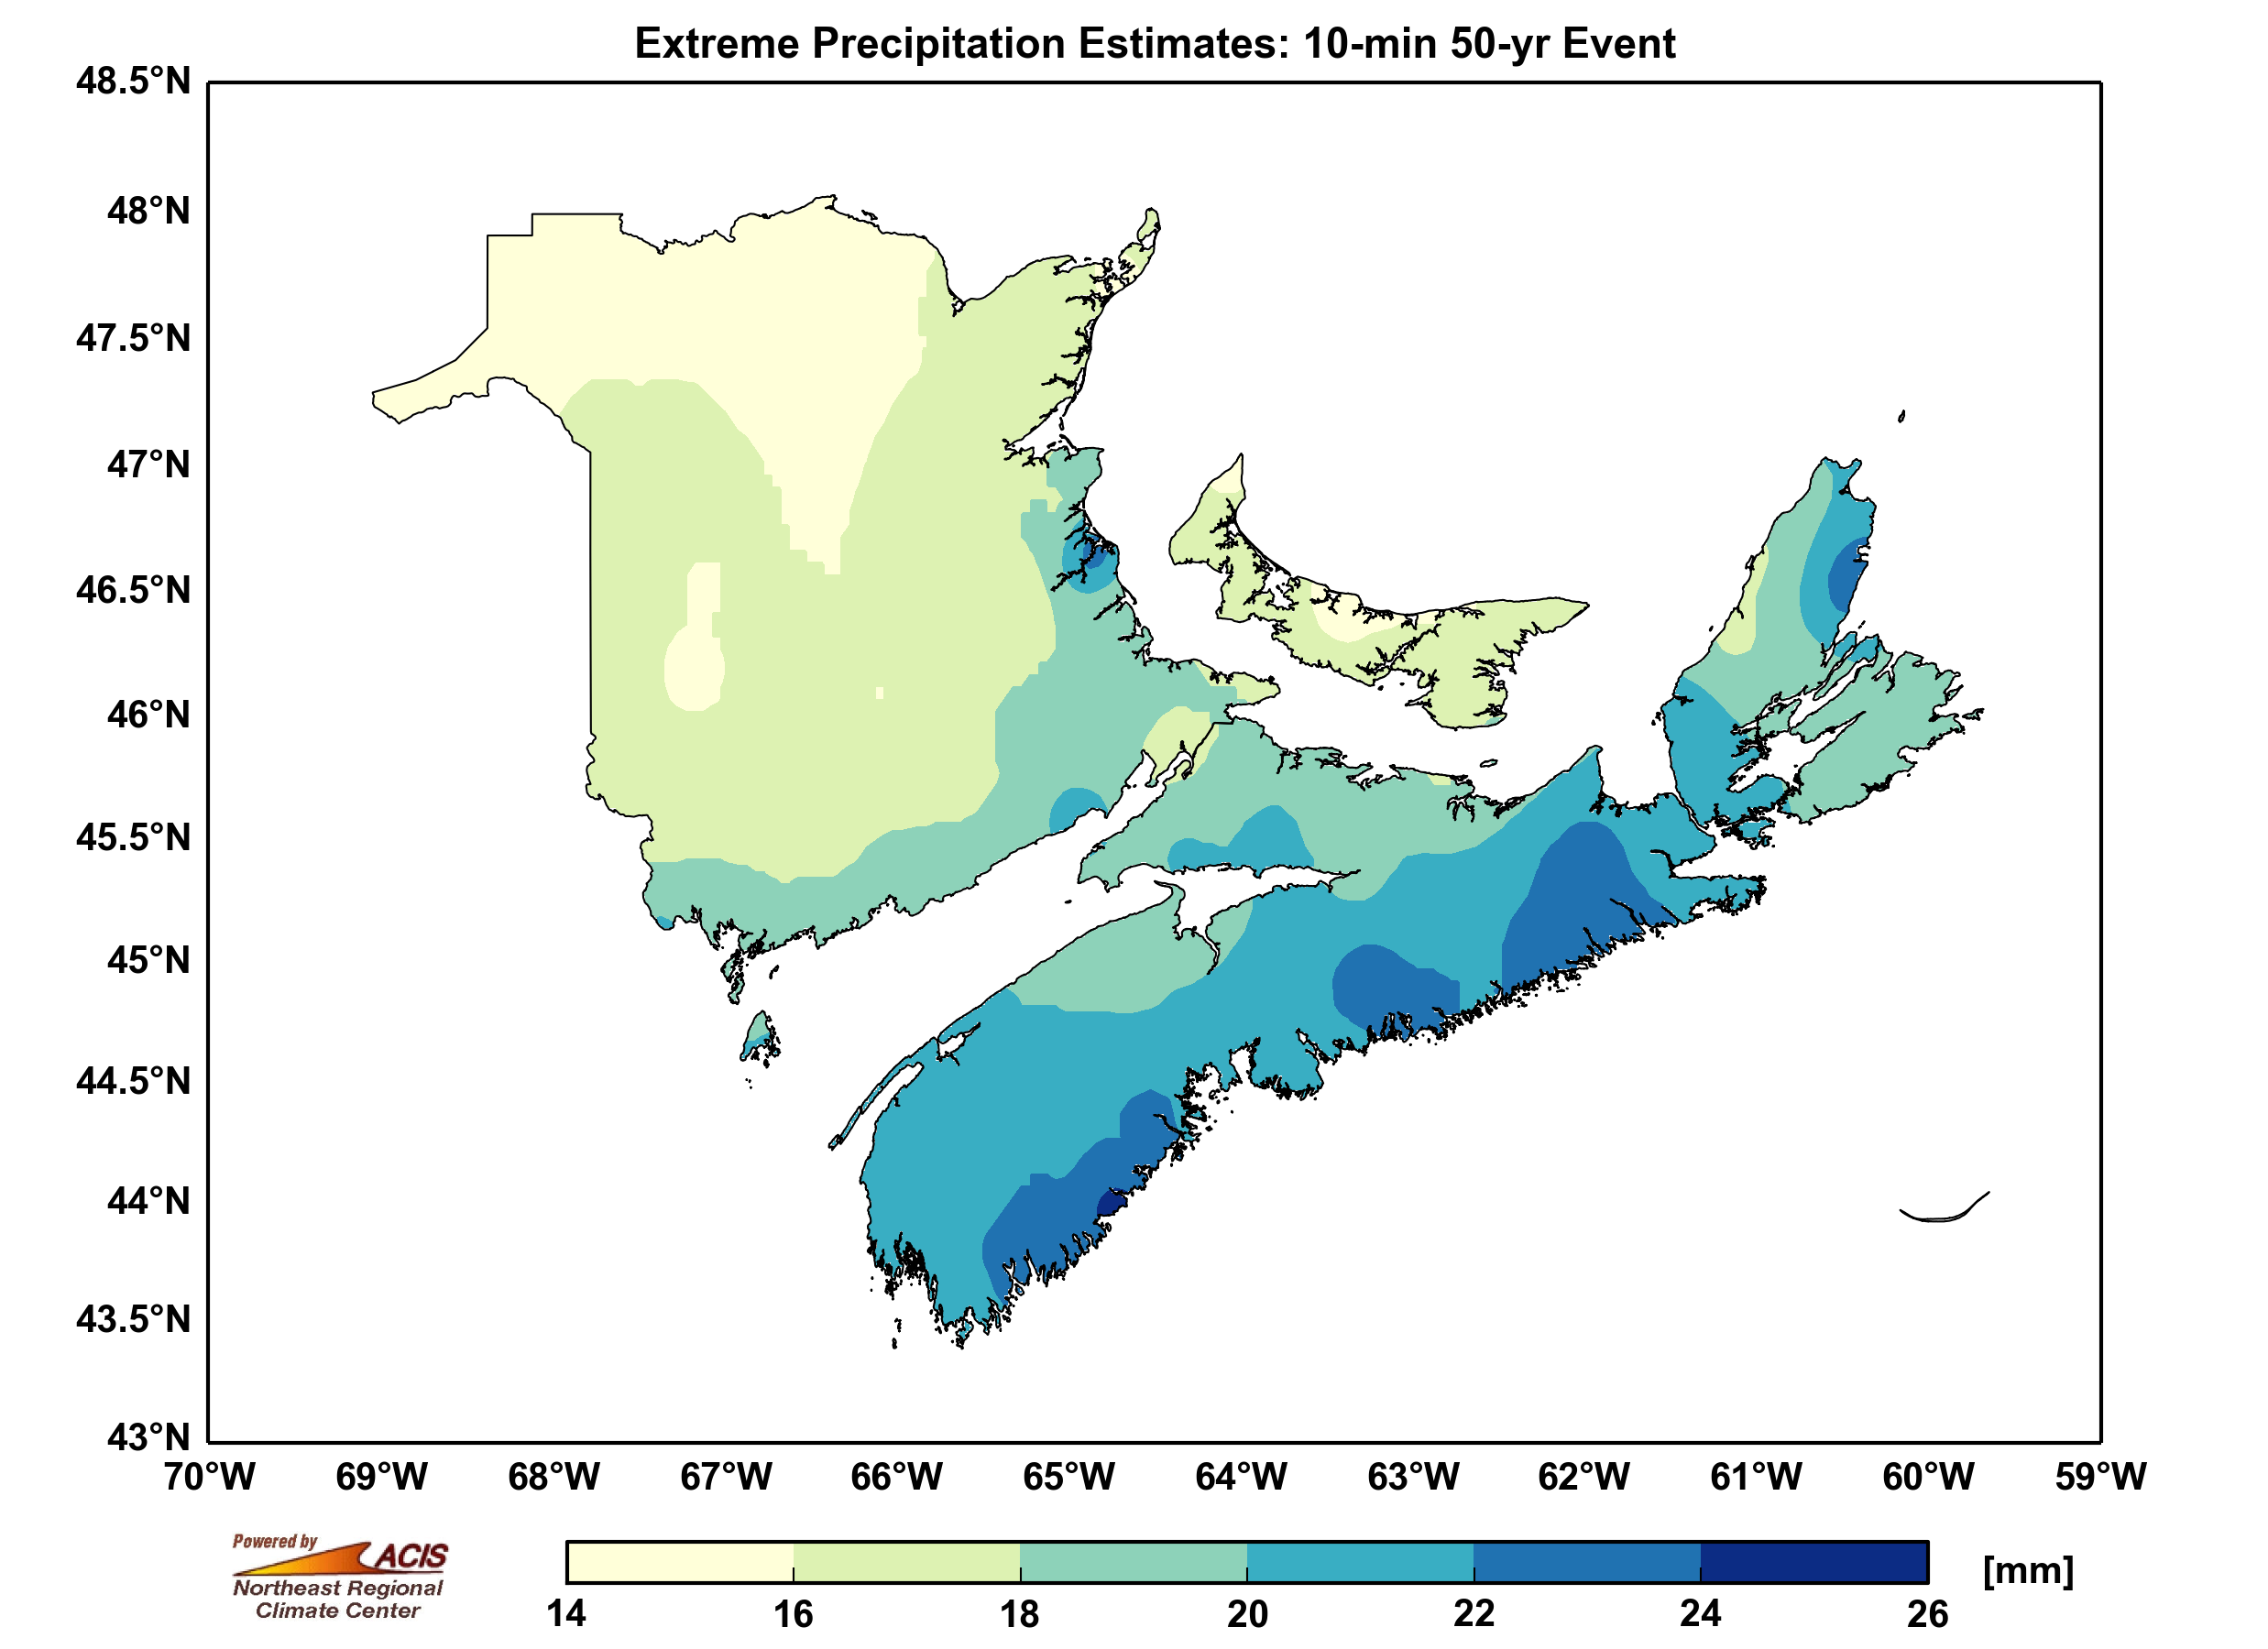 Extreme Precipitation Estimates: 10-min 50-yr Event
48.5°N
48°N
47.5°N
47°N
46.5°N
46°N
45.5°N
45°N
44.5°N
44°N
43.5°N
43°N
70°W 69°W 68°W 67°W 66°W 65°W 64°W 63°W 62°W 61°W 60°W 59°W
Powered by
ACIS
Northeast Regional
Climate Center
14 16 18 20 22 24 26
[mm]